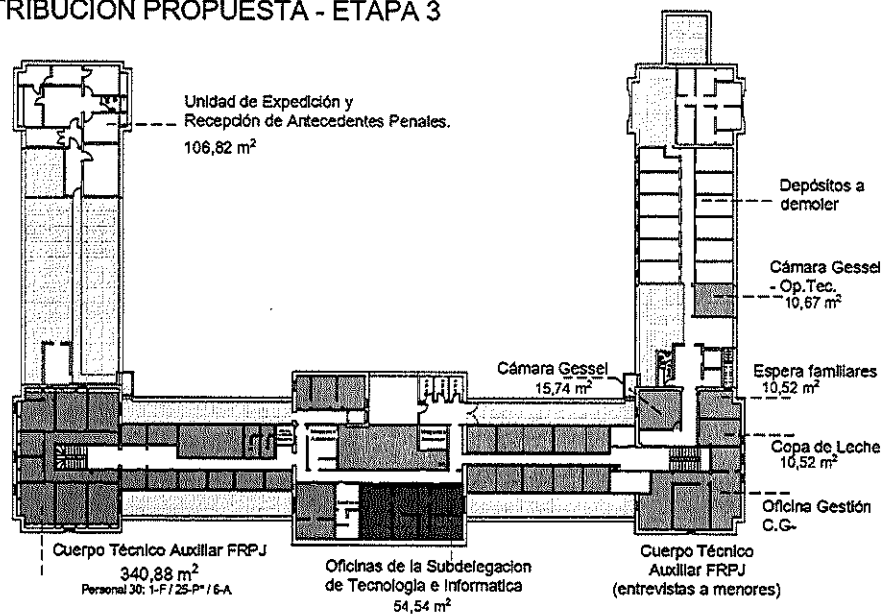 TRIBUCION PROPUESTA - ETAPA 3
Unidad de Expedición y
Recepción de Antecedentes Penales.
106,82 m²
Depósitos a
demoler
Cámara Gessel
- Op.Tec.
10,67 m²
Cámara Gessel
15,74 m²
Espera familiares
10,52 m²
Copa de Leche
10,52 m²
Oficina Gestión
C.G-
Cuerpo Técnico Auxiliar FRPJ
340,88 m²
Personal 30: 1-F / 25-P" / 6-A
Oficinas de la Subdelegacion
de Tecnologia e Informatica
54,54 m²
Cuerpo Técnico
Auxiliar FRPJ
(entrevistas a menores)